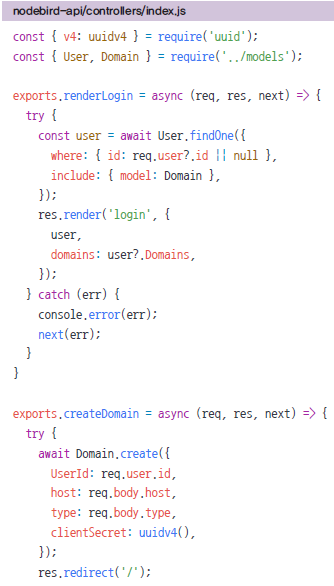 nodebird-api/controllers/index.js
const { v4: uuidv4 } = require('uuid');
const { User, Domain } = require('../models');

exports.renderLogin = async (req, res, next) => {
  try {
    const user = await User.findOne({
      where: { id: req.user?.id || null },
      include: { model: Domain },
    });
    res.render('login', {
      user,
      domains: user?.Domains,
    });
  } catch (err) {
    console.error(err);
    next(err);
  }
}

exports.createDomain = async (req, res, next) => {
  try {
    await Domain.create({
      UserId: req.user.id,
      host: req.body.host,
      type: req.body.type,
      clientSecret: uuidv4(),
    });
    res.redirect('/');